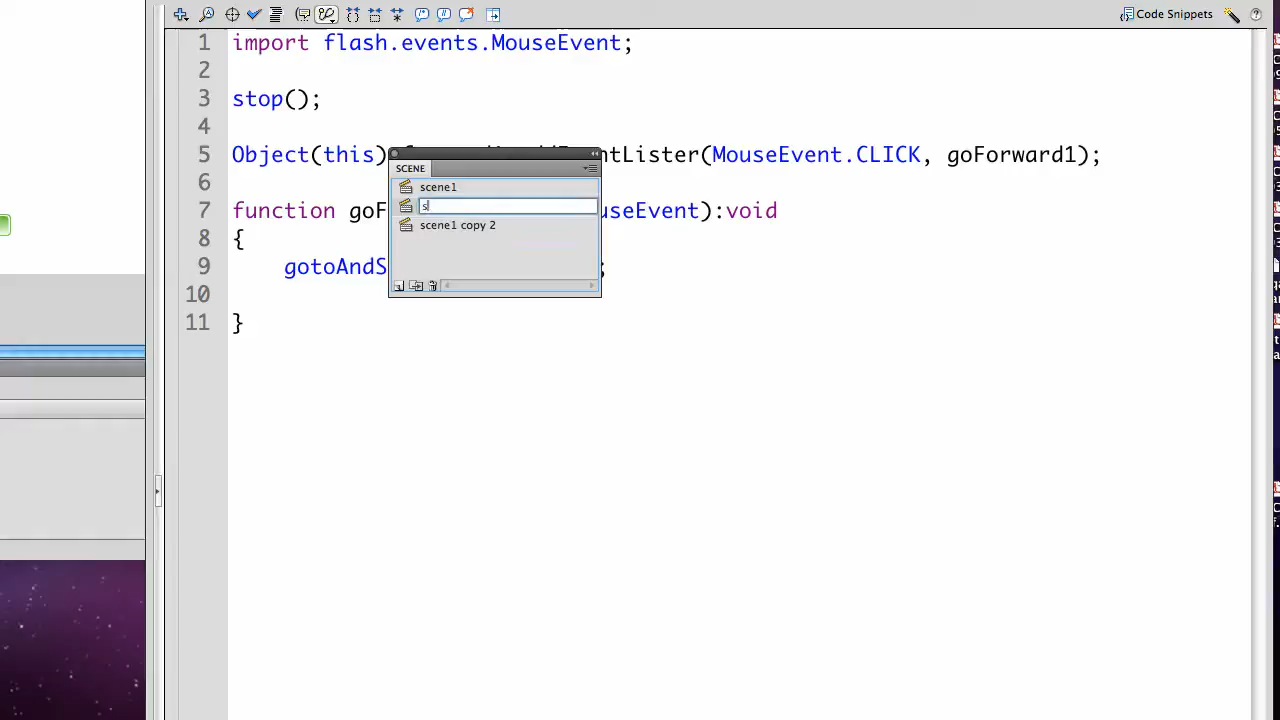 Code Snippets
1 import flash.events.MouseEvent;
2
3 stop();
4
5 Object(this) ntLister(MouseEvent.CLICK, goForward1);
6
7 function goF useEvent):void
8 {
9 gotoAndS ;
10
11 }
SCENE
scene1
s
scene1 copy 2